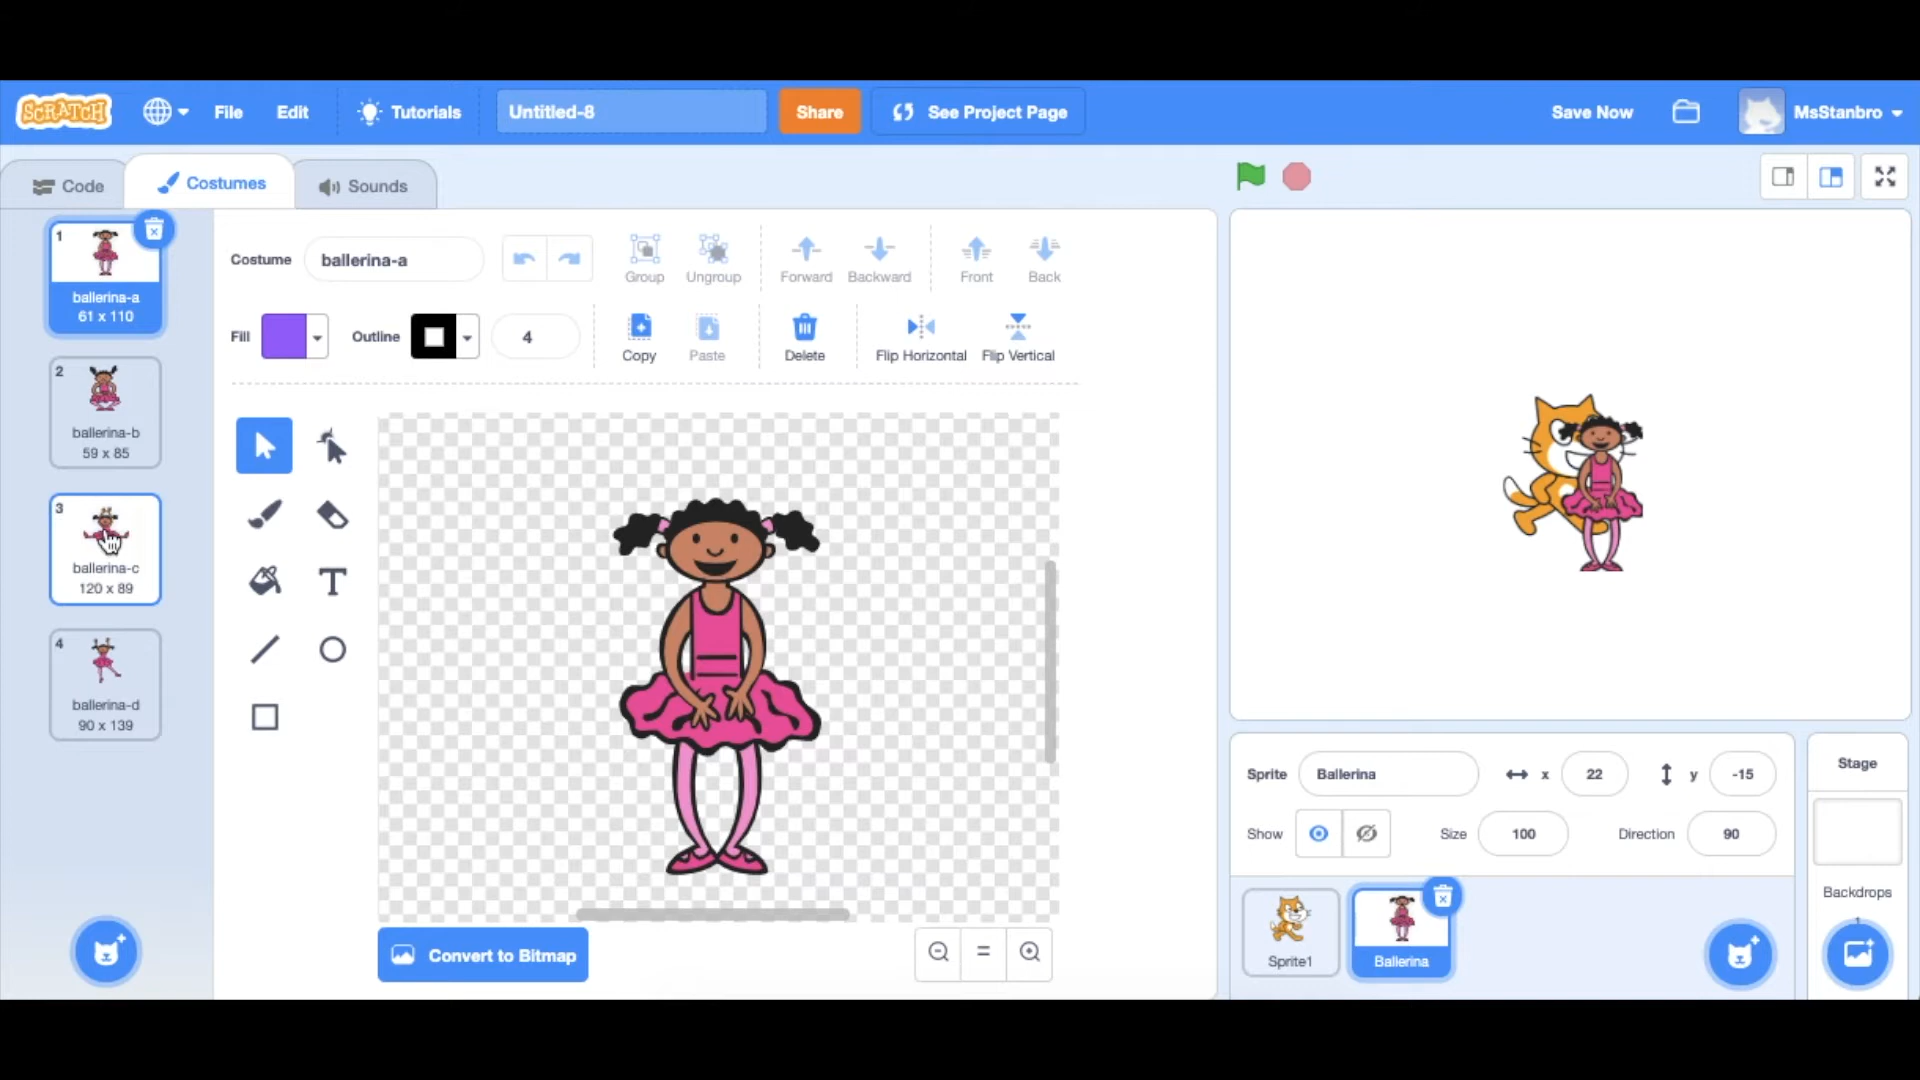 SCRATCH
File
Edit
Tutorials
Untitled-8
Share
See Project Page
Save Now
MsStanbro
Code
Costumes
Sounds
1
ballerina-a
61 x 110
2
ballerina-b
59 x 85
3
ballerina-c
120 x 89
4
ballerina-d
90 x 139
Costume
ballerina-a
Group
Ungroup
Forward
Backward
Front
Back
Fill
Outline
4
Copy
Paste
Delete
Flip Horizontal
Flip Vertical
T
Convert to Bitmap
Sprite
Ballerina
x
22
y
-15
Show
Size
100
Direction
90
Sprite1
Ballerina
Stage
Backdrops
1